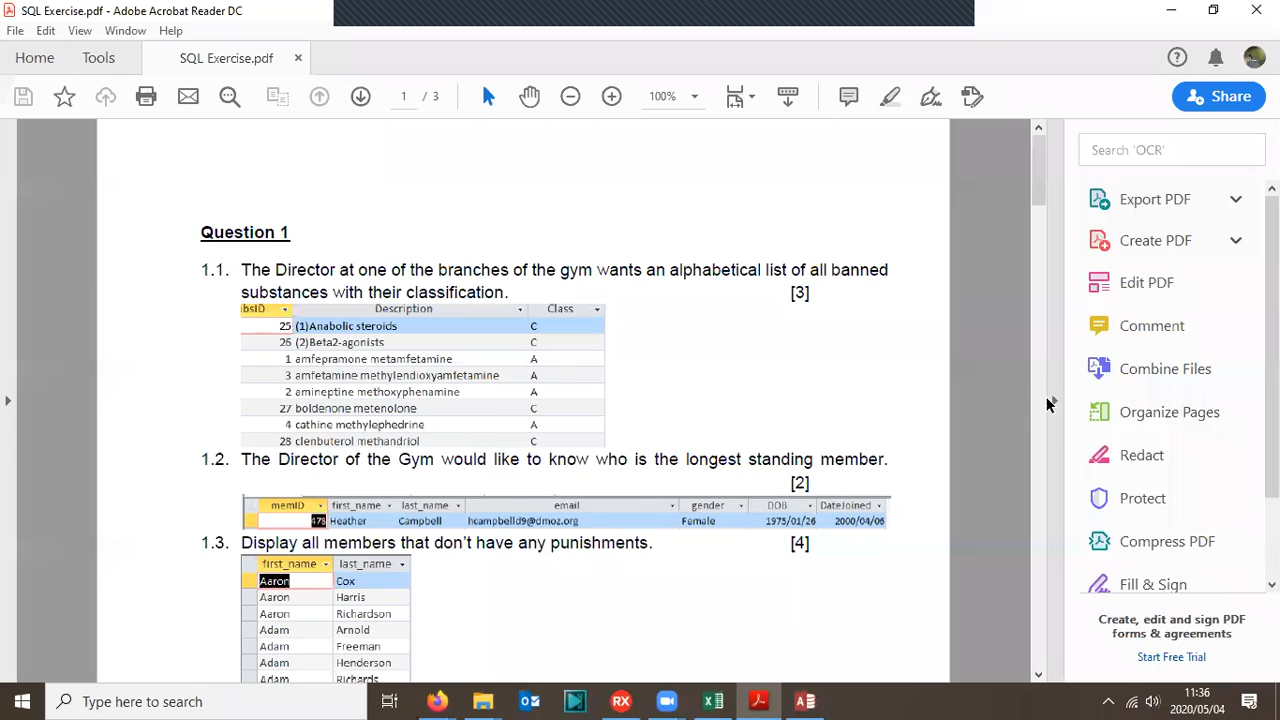 SQL Exercise.pdf - Adobe Acrobat Reader DC
File Edit View Window Help
Home Tools SQL Exercise.pdf ×
1 / 3 100% Share
Search 'OCR'
Export PDF
Create PDF
Edit PDF
Comment
Combine Files
Organize Pages
Redact
Protect
Compress PDF
Fill & Sign
Create, edit and sign PDF
forms & agreements
Start Free Trial
Question 1
1.1. The Director at one of the branches of the gym wants an alphabetical list of all banned
substances with their classification. [3]
bsID Description Class
25 (1)Anabolic steroids C
26 (2)Beta2-agonists C
1 amfepramone metamfetamine A
3 amfetamine methylendioxyamfetamine A
2 amineptine methoxyphenamine A
27 boldenone metenolone C
4 cathine methylephedrine A
28 clenbuterol methandriol C
1.2. The Director of the Gym would like to know who is the longest standing member.
[2]
memID first_name last_name email gender DOB DateJoined
478 Heather Campbell hcampbelld9@dmoz.org Female 1975/01/26 2000/04/06
1.3. Display all members that don't have any punishments. [4]
first_name last_name
Aaron Cox
Aaron Harris
Aaron Richardson
Adam Arnold
Adam Freeman
Adam Henderson
Adam Richards
Type here to search
11:36
2020/05/04